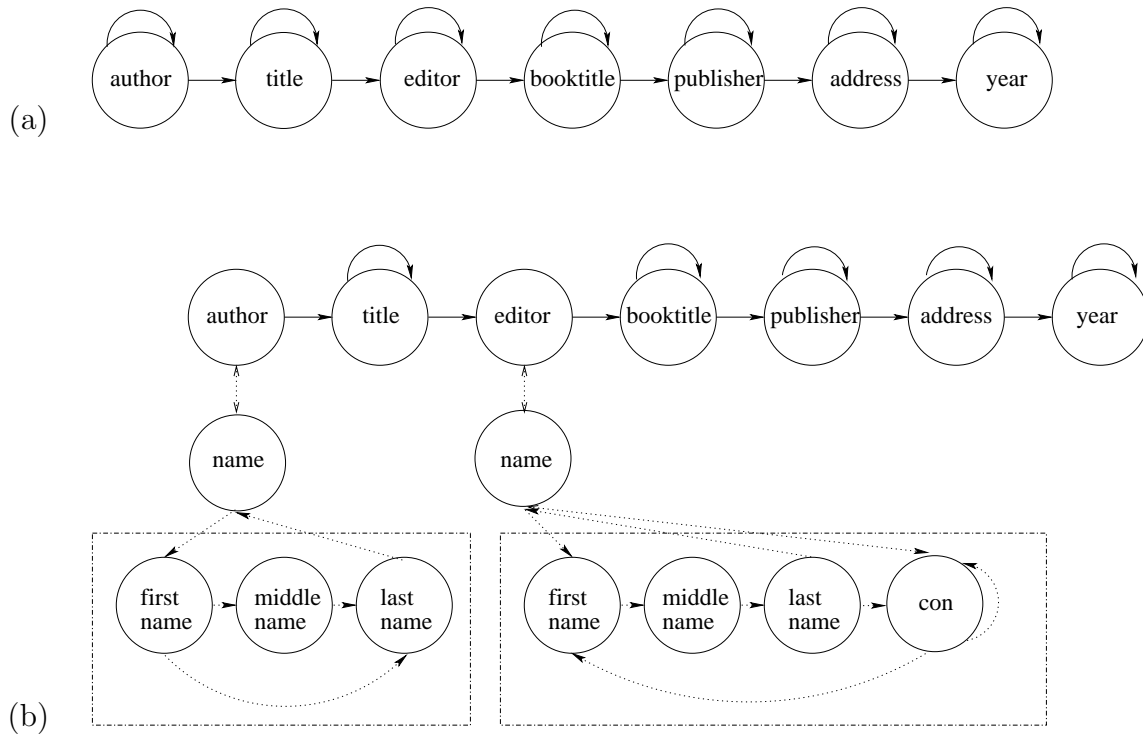 author title editor booktitle publisher address year
(a)
author title editor booktitle publisher address year
name name
first name
middle name
last name
first name
middle name
last name
con
(b)